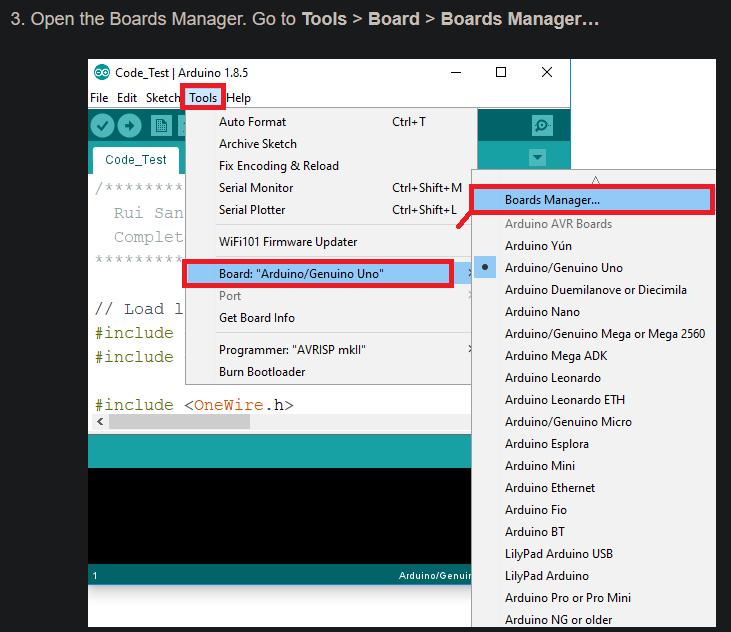 3. Open the Boards Manager. Go to Tools > Board > Boards Manager…
Code_Test | Arduino 1.8.5
File Edit Sketch Tools Help
Auto Format Ctrl+T
Archive Sketch
Fix Encoding & Reload
Serial Monitor Ctrl+Shift+M
Serial Plotter Ctrl+Shift+L
WiFi101 Firmware Updater
Board: "Arduino/Genuino Uno"
Port
Get Board Info
Programmer: "AVRISP mkII"
Burn Bootloader
Boards Manager...
Arduino AVR Boards
Arduino Yún
Arduino/Genuino Uno
Arduino Duemilanove or Diecimila
Arduino Nano
Arduino/Genuino Mega or Mega 2560
Arduino Mega ADK
Arduino Leonardo
Arduino Leonardo ETH
Arduino/Genuino Micro
Arduino Esplora
Arduino Mini
Arduino Ethernet
Arduino Fio
Arduino BT
LilyPad Arduino USB
LilyPad Arduino
Arduino Pro or Pro Mini
Arduino NG or older
Code_Test
/*********
Rui San
Complet
*********
// Load l
#include
#include
#include <OneWire.h>
1 Arduino/Genuin